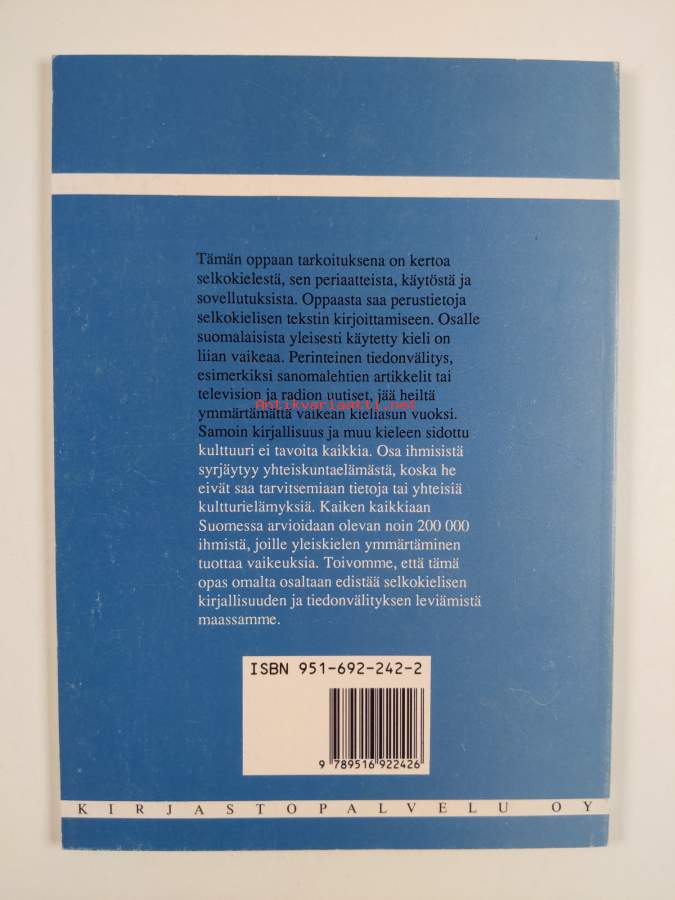 Tämän oppaan tarkoituksena on kertoa
selkokielestä, sen periaatteista, käytöstä ja
sovellutuksista. Oppaasta saa perustietoja
selkokielisen tekstin kirjoittamiseen. Osalle
suomalaisista yleisesti käytetty kieli on
liian vaikeaa. Perinteinen tiedonvälitys,
esimerkiksi sanomalehtien artikkelit tai
television ja radion uutiset, jää heiltä
Antikvariaatti.net
ymmärtämättä vaikean kieliasun vuoksi.
Samoin kirjallisuus ja muu kieleen sidottu
kulttuuri ei tavoita kaikkia. Osa ihmisistä
syrjäytyy yhteiskuntaelämästä, koska he
eivät saa tarvitsemiaan tietoja tai yhteisiä
kultturielämyksiä. Kaiken kaikkiaan
Suomessa arvioidaan olevan noin 200 000
ihmistä, joille yleiskielen ymmärtäminen
tuottaa vaikeuksia. Toivomme, että tämä
opas omalta osaltaan edistää selkokielisen
kirjallisuuden ja tiedonvälityksen leviämistä
maassamme.
ISBN 951-692-242-2
9 789516 922426
KIRJASTOPALVELU OY